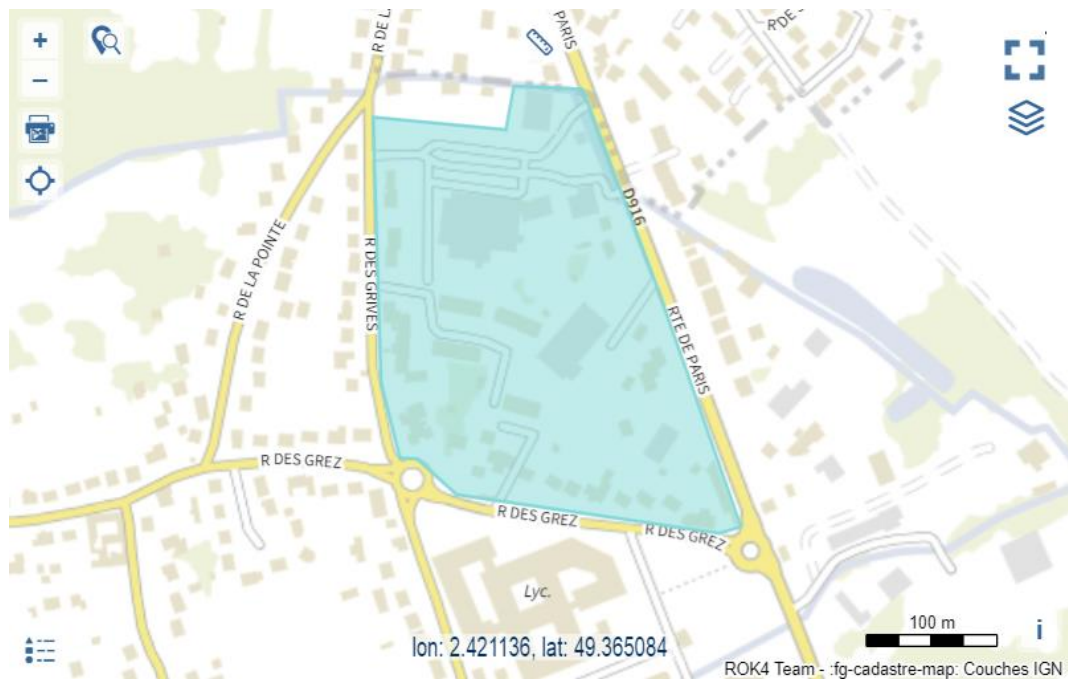 R DE L
PARIS
R DE S
D916
R DE LA POINTE
R DES GRIVES
RTE DE PARIS
R DES GREZ
R DES GREZ
R DES GREZ
Lyc.
100 m
lon: 2.421136, lat: 49.365084
ROK4 Team - :fg-cadastre-map: Couches IGN